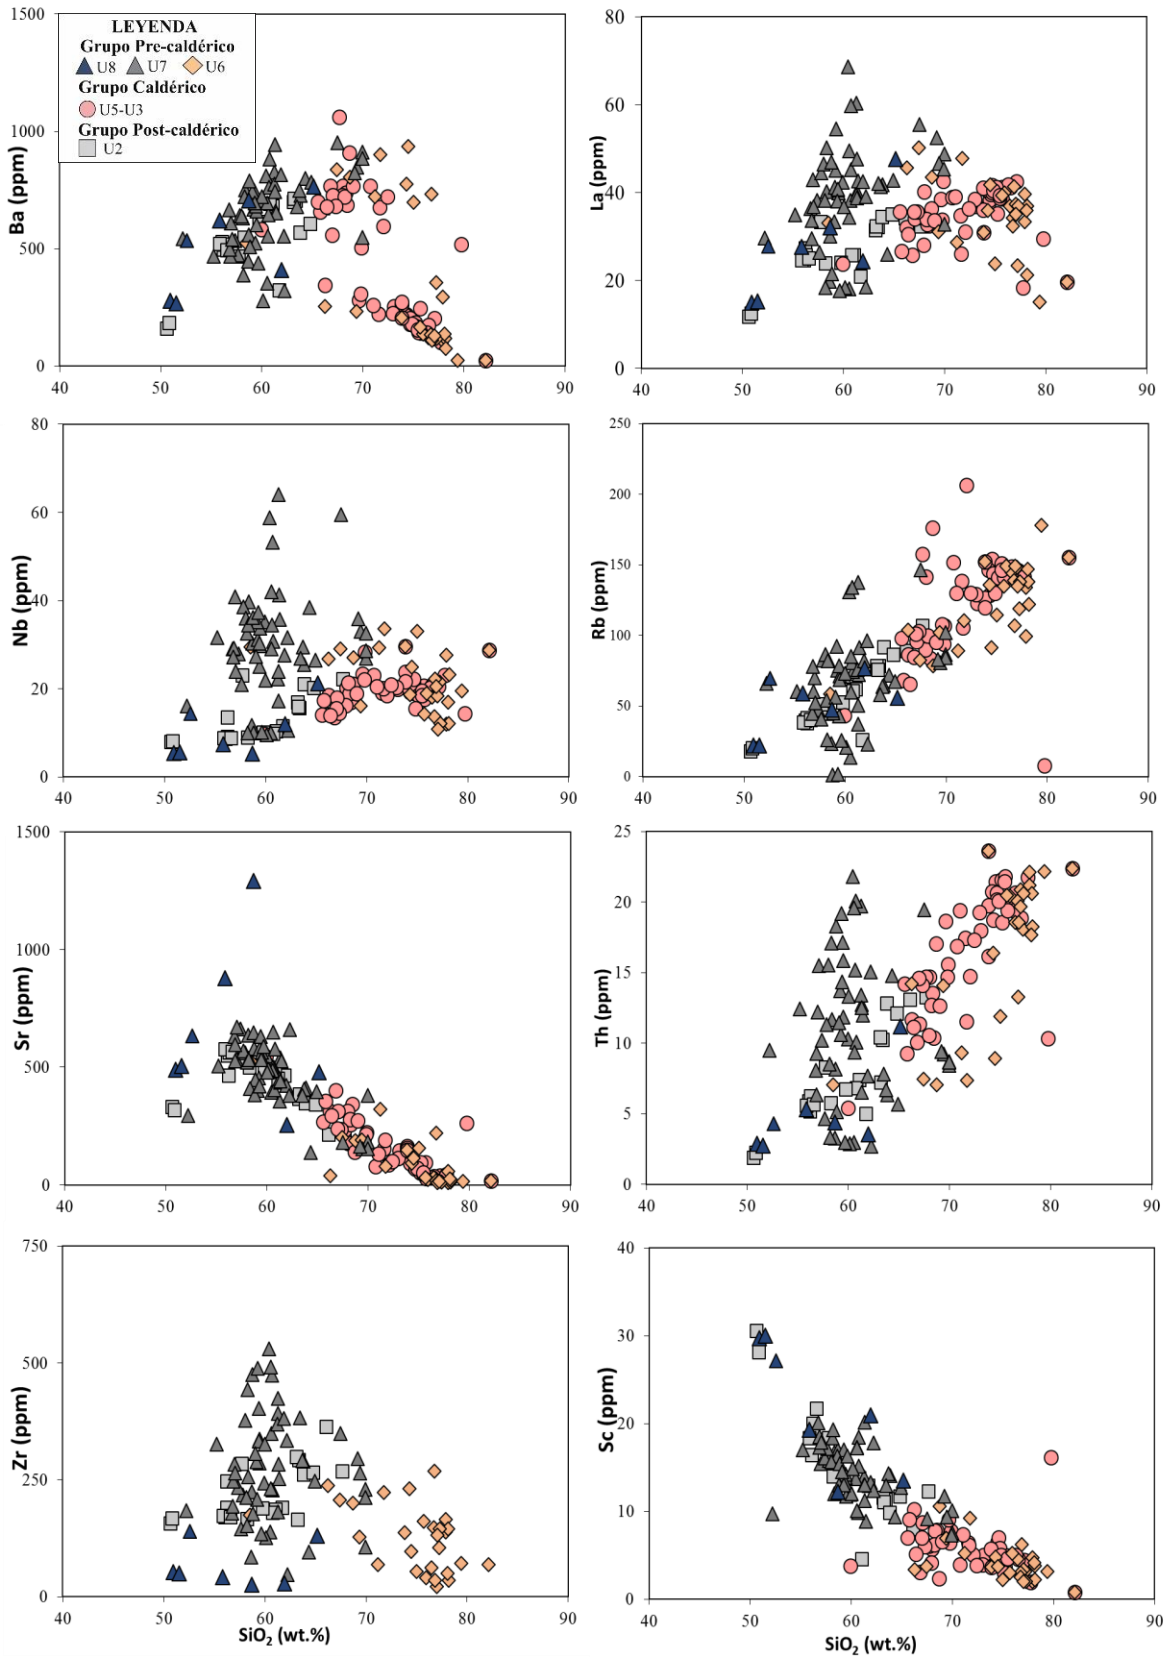 LEYENDA
Grupo Pre-caldérico
U8 U7 U6
Grupo Caldérico
U5-U3
Grupo Post-caldérico
U2
1500
1000
500
0
Ba (ppm)
40 50 60 70 80 90
80
60
40
20
0
La (ppm)
40 50 60 70 80 90
80
60
40
20
0
Nb (ppm)
40 50 60 70 80 90
250
200
150
100
50
0
Rb (ppm)
40 50 60 70 80 90
1500
1000
500
0
Sr (ppm)
40 50 60 70 80 90
25
20
15
10
5
0
Th (ppm)
40 50 60 70 80 90
750
500
250
0
Zr (ppm)
40 50 60 70 80 90
SiO₂ (wt.%)
40
30
20
10
0
Sc (ppm)
40 50 60 70 80 90
SiO₂ (wt.%)